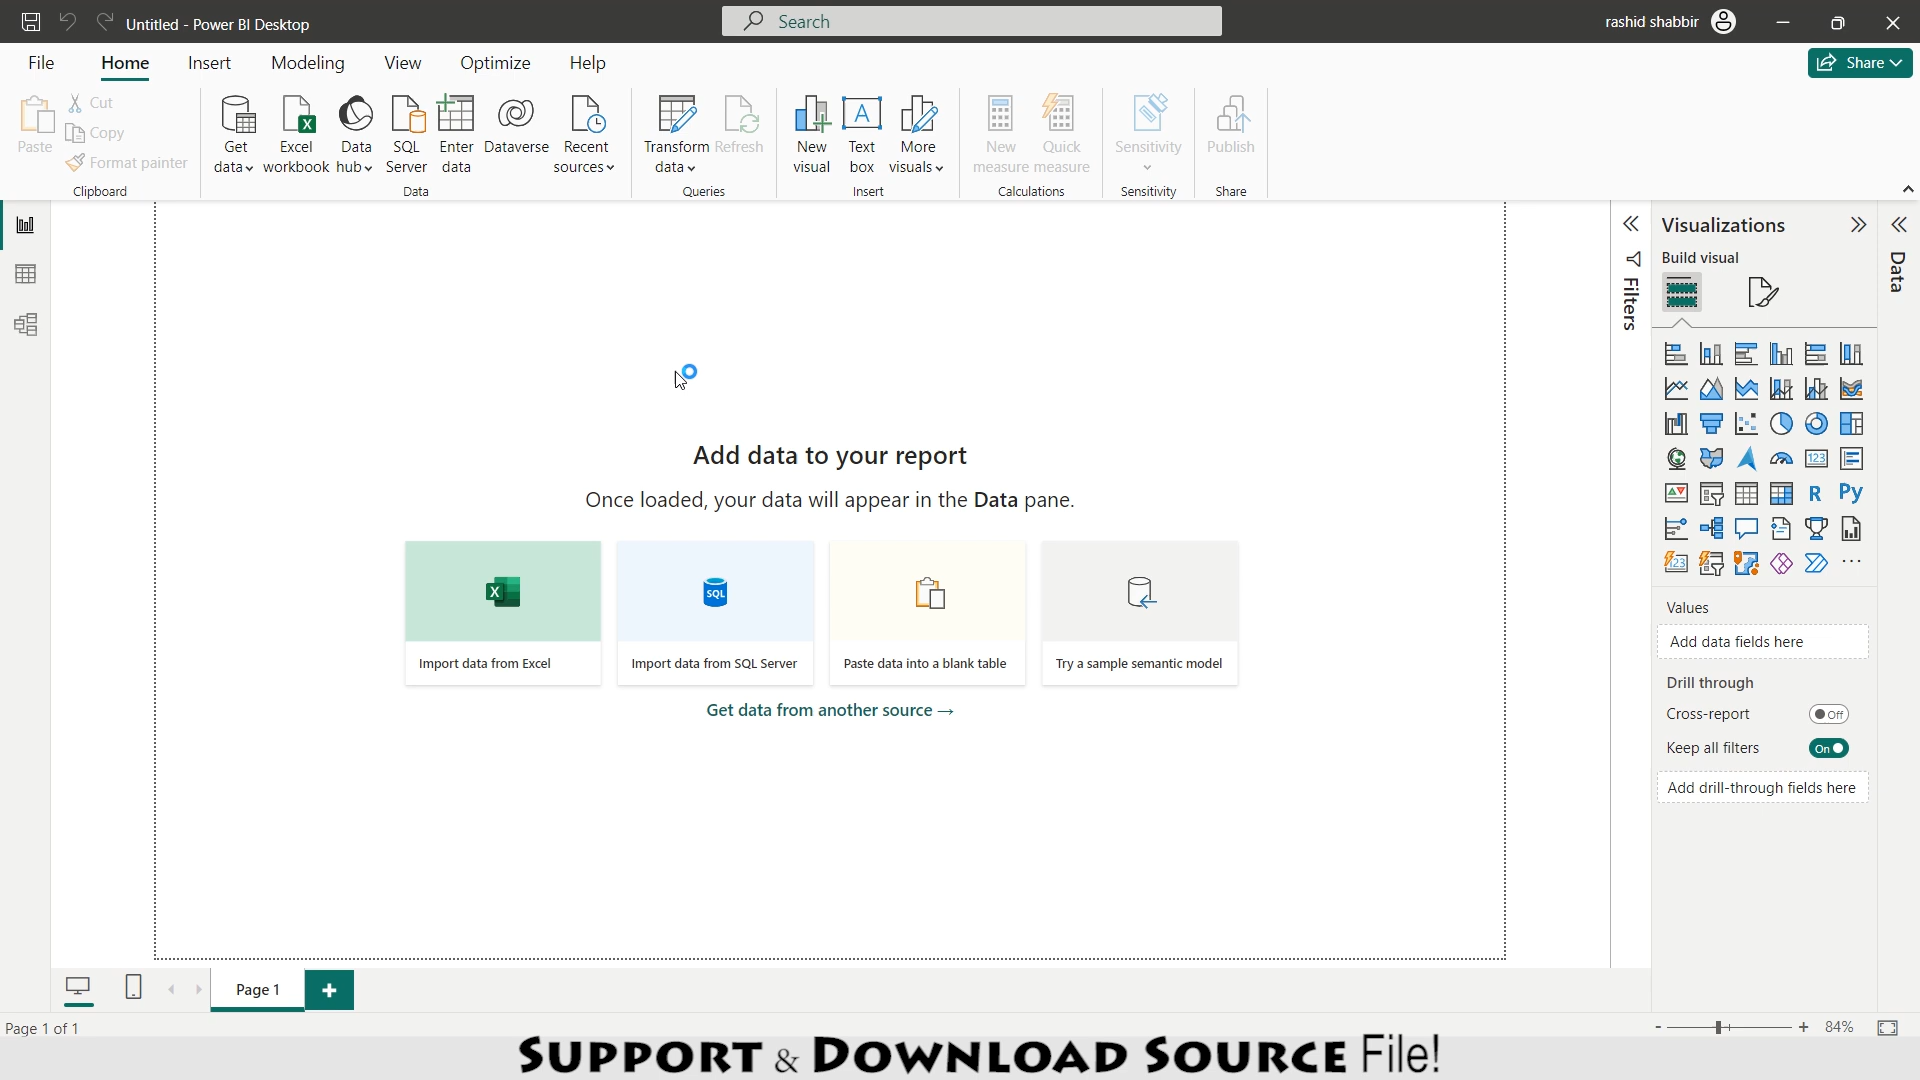 Untitled - Power BI Desktop
Search
rashid shabbir
File
Home
Insert
Modeling
View
Optimize
Help
Share
Paste
Cut
Copy
Format painter
Clipboard
Get data
Excel workbook
Data hub
SQL Server
Enter data
Dataverse
Recent sources
Data
Transform data
Refresh
Queries
New visual
Text box
More visuals
Insert
New measure
Quick measure
Calculations
Sensitivity
Sensitivity
Publish
Share
Filters
Visualizations
Build visual
Data
R
Py
123
123
Add data to your report
Once loaded, your data will appear in the Data pane.
X
SQL
Import data from Excel
Import data from SQL Server
Paste data into a blank table
Try a sample semantic model
Get data from another source →
Values
Add data fields here
Drill through
Cross-report
Off
Keep all filters
On
Add drill-through fields here
Page 1
Page 1 of 1
84%
Support & Download Source File!